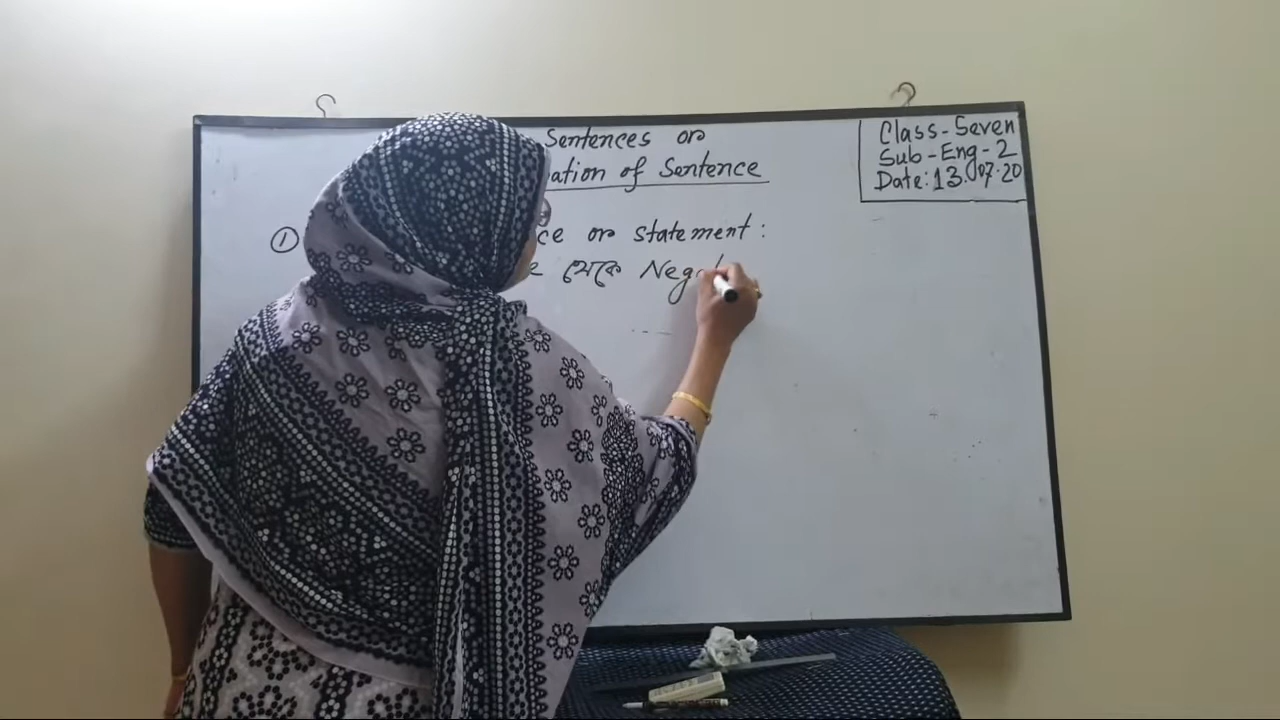 Sentences or
ation of Sentence
Class-Seven
Sub-Eng-2
Date: 13.07.20
① ce or statement:
e থেকে Nega